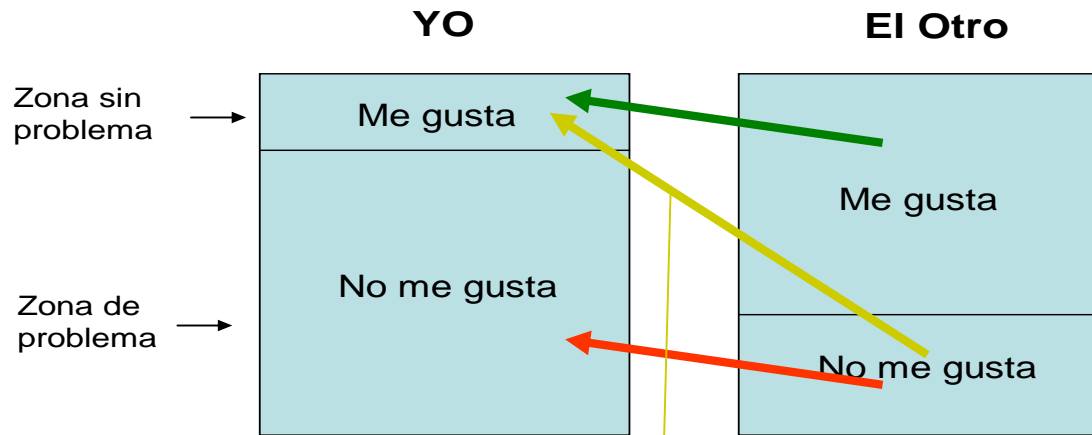 YO
El Otro
Zona sin
problema
Me gusta
Me gusta
No me gusta
Zona de
problema
No me gusta